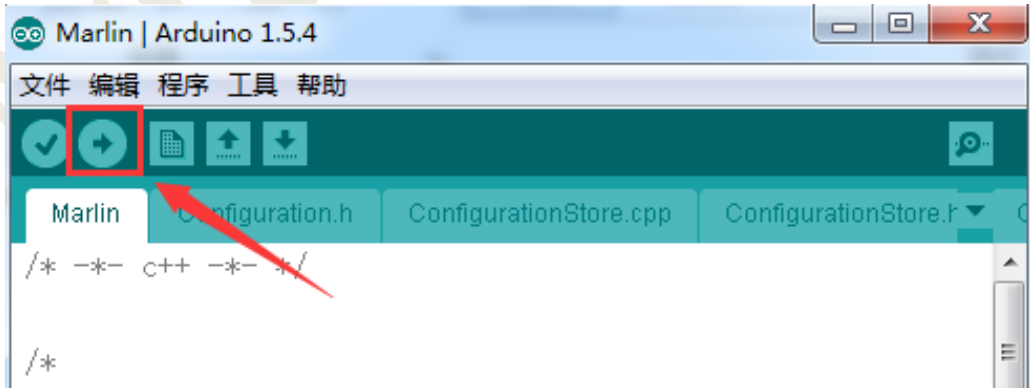 Marlin | Arduino 1.5.4
文件 编辑 程序 工具 帮助
Marlin Configuration.h ConfigurationStore.cpp ConfigurationStore.h
/* -*- c++ -*- */
/*